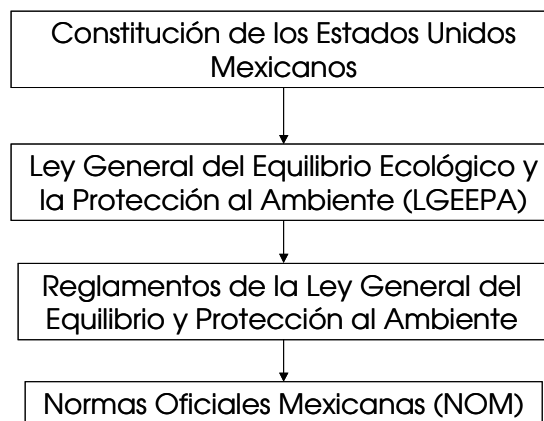 Constitución de los Estados Unidos
Mexicanos
Ley General del Equilibrio Ecológico y
la Protección al Ambiente (LGEEPA)
Reglamentos de la Ley General del
Equilibrio y Protección al Ambiente
Normas Oficiales Mexicanas (NOM)